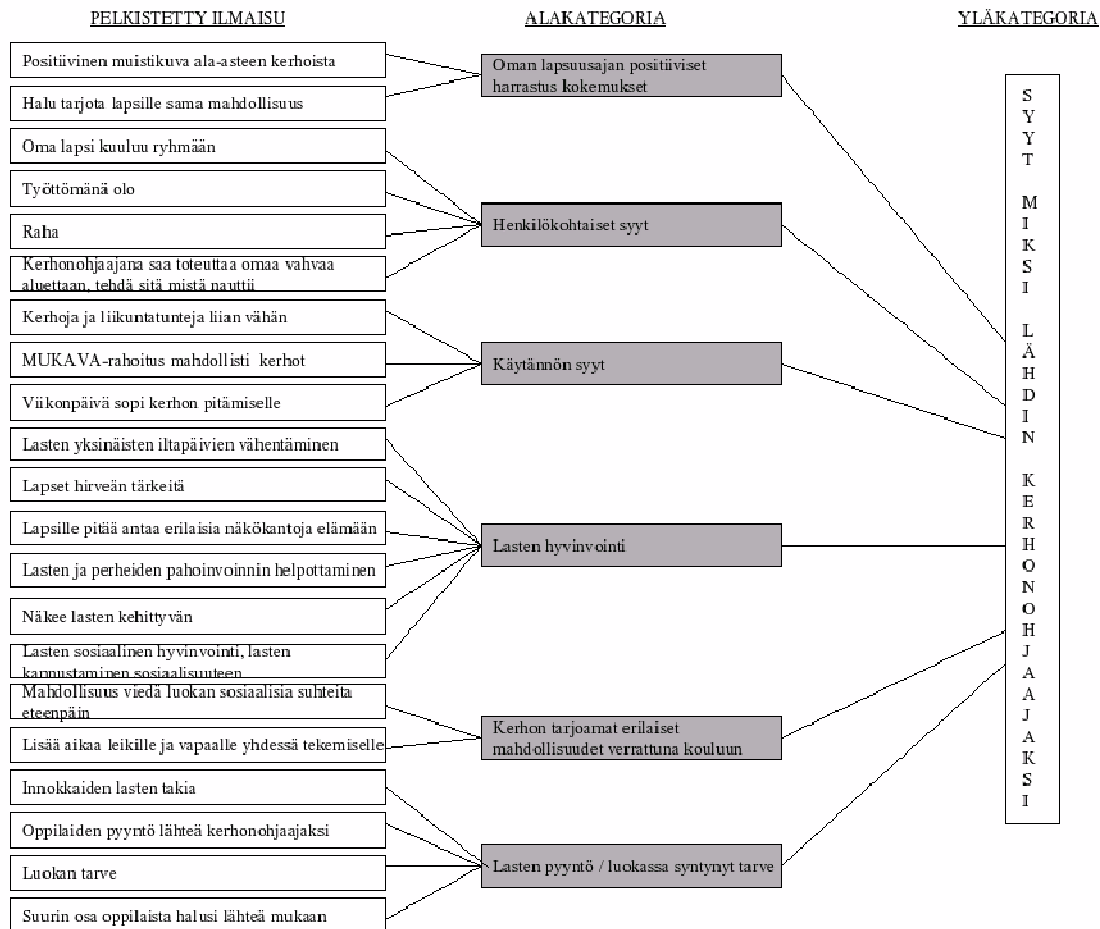 PELKISTETTY ILMAISU
ALAKATEGORIA
YLÄKATEGORIA
Positiivinen muistikuva ala-asteen kerhoista
Halu tarjota lapsille sama mahdollisuus
Oma lapsi kuuluu ryhmään
Työttömänä olo
Raha
Kerhonohjaajana saa toteuttaa omaa vahvaa
aluettaan, tehdä sitä mistä nauttii
Kerhoja ja liikuntatunteja liian vähän
MUKAVA-rahoitus mahdollisti kerhot
Viikonpäivä sopi kerhon pitämiselle
Lasten yksinäisten iltapäivien vähentäminen
Lapset hirveän tärkeitä
Lapsille pitää antaa erilaisia näkökantoja elämään
Lasten ja perheiden pahoinvoinnin helpottaminen
Näkee lasten kehittyvän
Lasten sosiaalinen hyvinvointi, lasten
kannustaminen sosiaalisuuteen
Mahdollisuus viedä luokan sosiaalisia suhteita
eteenpäin
Lisää aikaa leikille ja vapaalle yhdessä tekemiselle
Innokkaiden lasten takia
Oppilaiden pyyntö lähteä kerhonohjaajaksi
Luokan tarve
Suurin osa oppilaista halusi lähteä mukaan
Oman lapsuusajan positiiviset
harrastus kokemukset
Henkilökohtaiset syyt
Käytännön syyt
Lasten hyvinvointi
Kerhon tarjoamat erilaiset
mahdollisuudet verrattuna kouluun
Lasten pyyntö / luokassa syntynyt tarve
SYYT MIKSI LÄHDIN KERHONOHJAAJAKSI